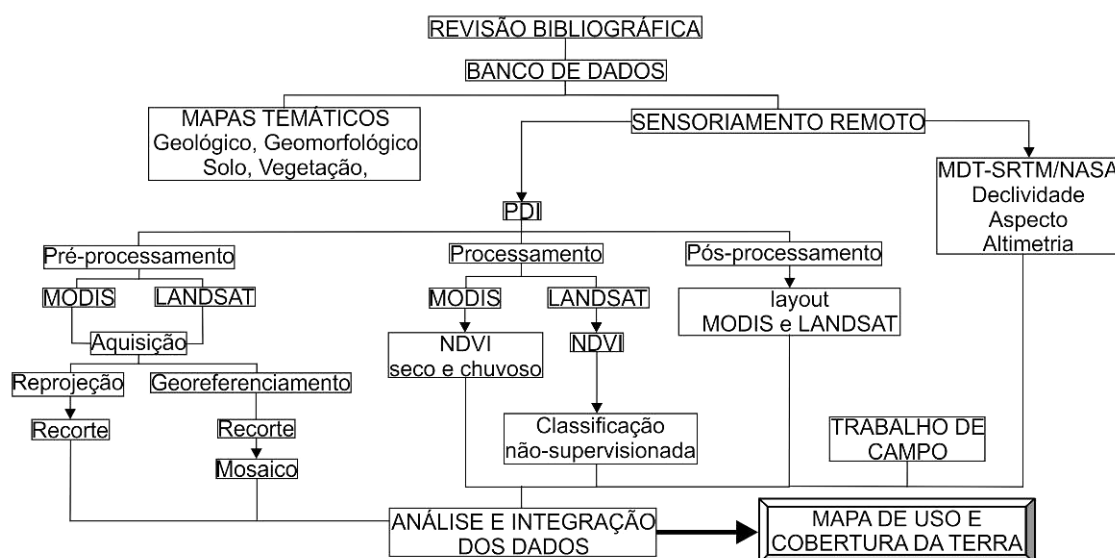 REVISÃO BIBLIOGRÁFICA
BANCO DE DADOS
MAPAS TEMÁTICOS
Geológico, Geomorfológico
Solo, Vegetação,
SENSORIAMENTO REMOTO
MDT-SRTM/NASA
Declividade
Aspecto
Altimetria
PDI
Pré-processamento
Processamento
Pós-processamento
MODIS
LANDSAT
MODIS
LANDSAT
layout
MODIS e LANDSAT
Aquisição
NDVI
seco e chuvoso
NDVI
Reprojeção
Georeferenciamento
Recorte
Recorte
Mosaico
Classificação
não-supervisionada
TRABALHO DE
CAMPO
ANÁLISE E INTEGRAÇÃO
DOS DADOS
MAPA DE USO E
COBERTURA DA TERRA